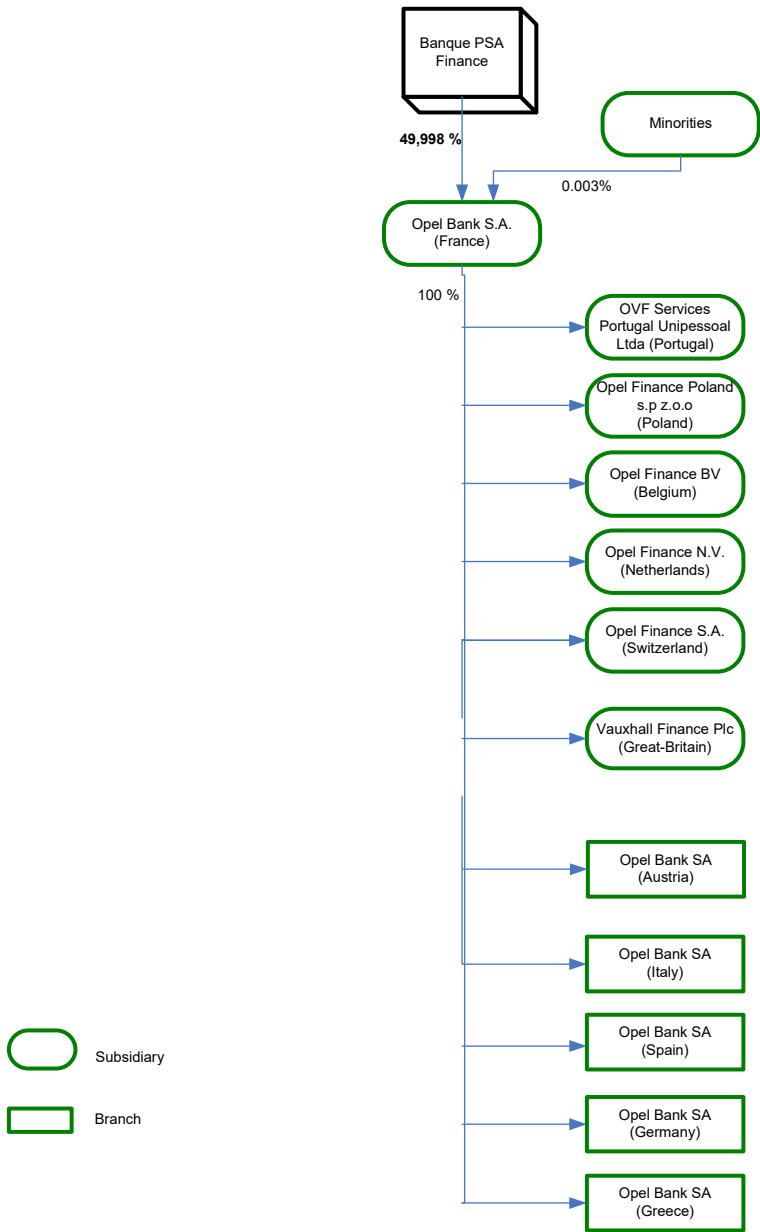 Banque PSA
Finance
49,998 %
Minorities
0.003%
Opel Bank S.A.
(France)
100 %
OVF Services
Portugal Unipessoal
Ltda (Portugal)
Opel Finance Poland
s.p z.o.o
(Poland)
Opel Finance BV
(Belgium)
Opel Finance N.V.
(Netherlands)
Opel Finance S.A.
(Switzerland)
Vauxhall Finance Plc
(Great-Britain)
Opel Bank SA
(Austria)
Opel Bank SA
(Italy)
Opel Bank SA
(Spain)
Opel Bank SA
(Germany)
Opel Bank SA
(Greece)
Subsidiary
Branch